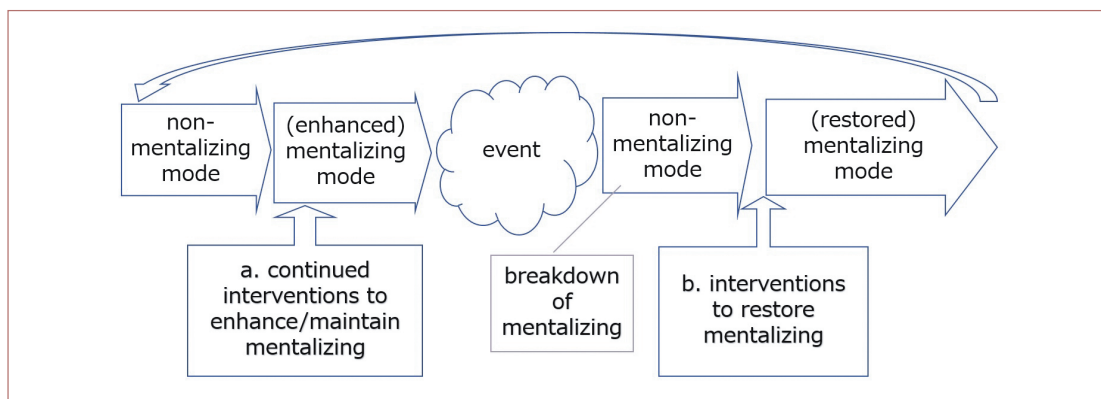 non-
mentalizing
mode
(enhanced)
mentalizing
mode
event
non-
mentalizing
mode
(restored)
mentalizing
mode
a. continued
interventions to
enhance/maintain
mentalizing
breakdown
of
mentalizing
b. interventions
to restore
mentalizing